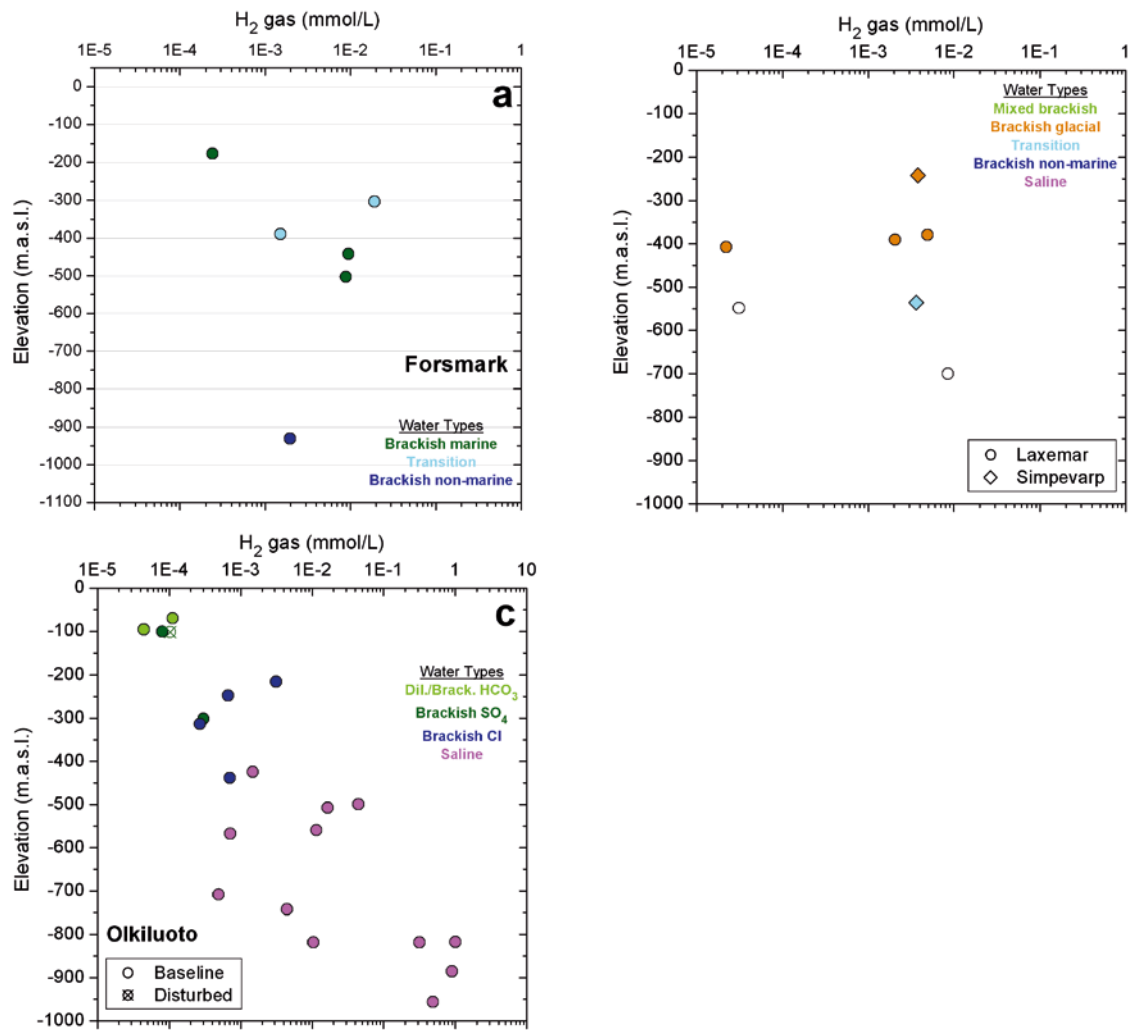 H₂ gas (mmol/L)
1E-5 1E-4 1E-3 1E-2 1E-1 1
0
-100
-200
-300
-400
-500
-600
-700
-800
-900
-1000
-1100
Elevation (m.a.s.l.)
a
Forsmark
Water Types
Brackish marine
Transition
Brackish non-marine
H₂ gas (mmol/L)
1E-5 1E-4 1E-3 1E-2 1E-1 1
0
-100
-200
-300
-400
-500
-600
-700
-800
-900
-1000
Elevation (m.a.s.l.)
Water Types
Mixed brackish
Brackish glacial
Transition
Brackish non-marine
Saline
Laxemar
Simpevarp
H₂ gas (mmol/L)
1E-5 1E-4 1E-3 1E-2 1E-1 1 10
0
-100
-200
-300
-400
-500
-600
-700
-800
-900
-1000
Elevation (m.a.s.l.)
c
Water Types
Dil./Brack. HCO₃
Brackish SO₄
Brackish Cl
Saline
Olkiluoto
Baseline
Disturbed